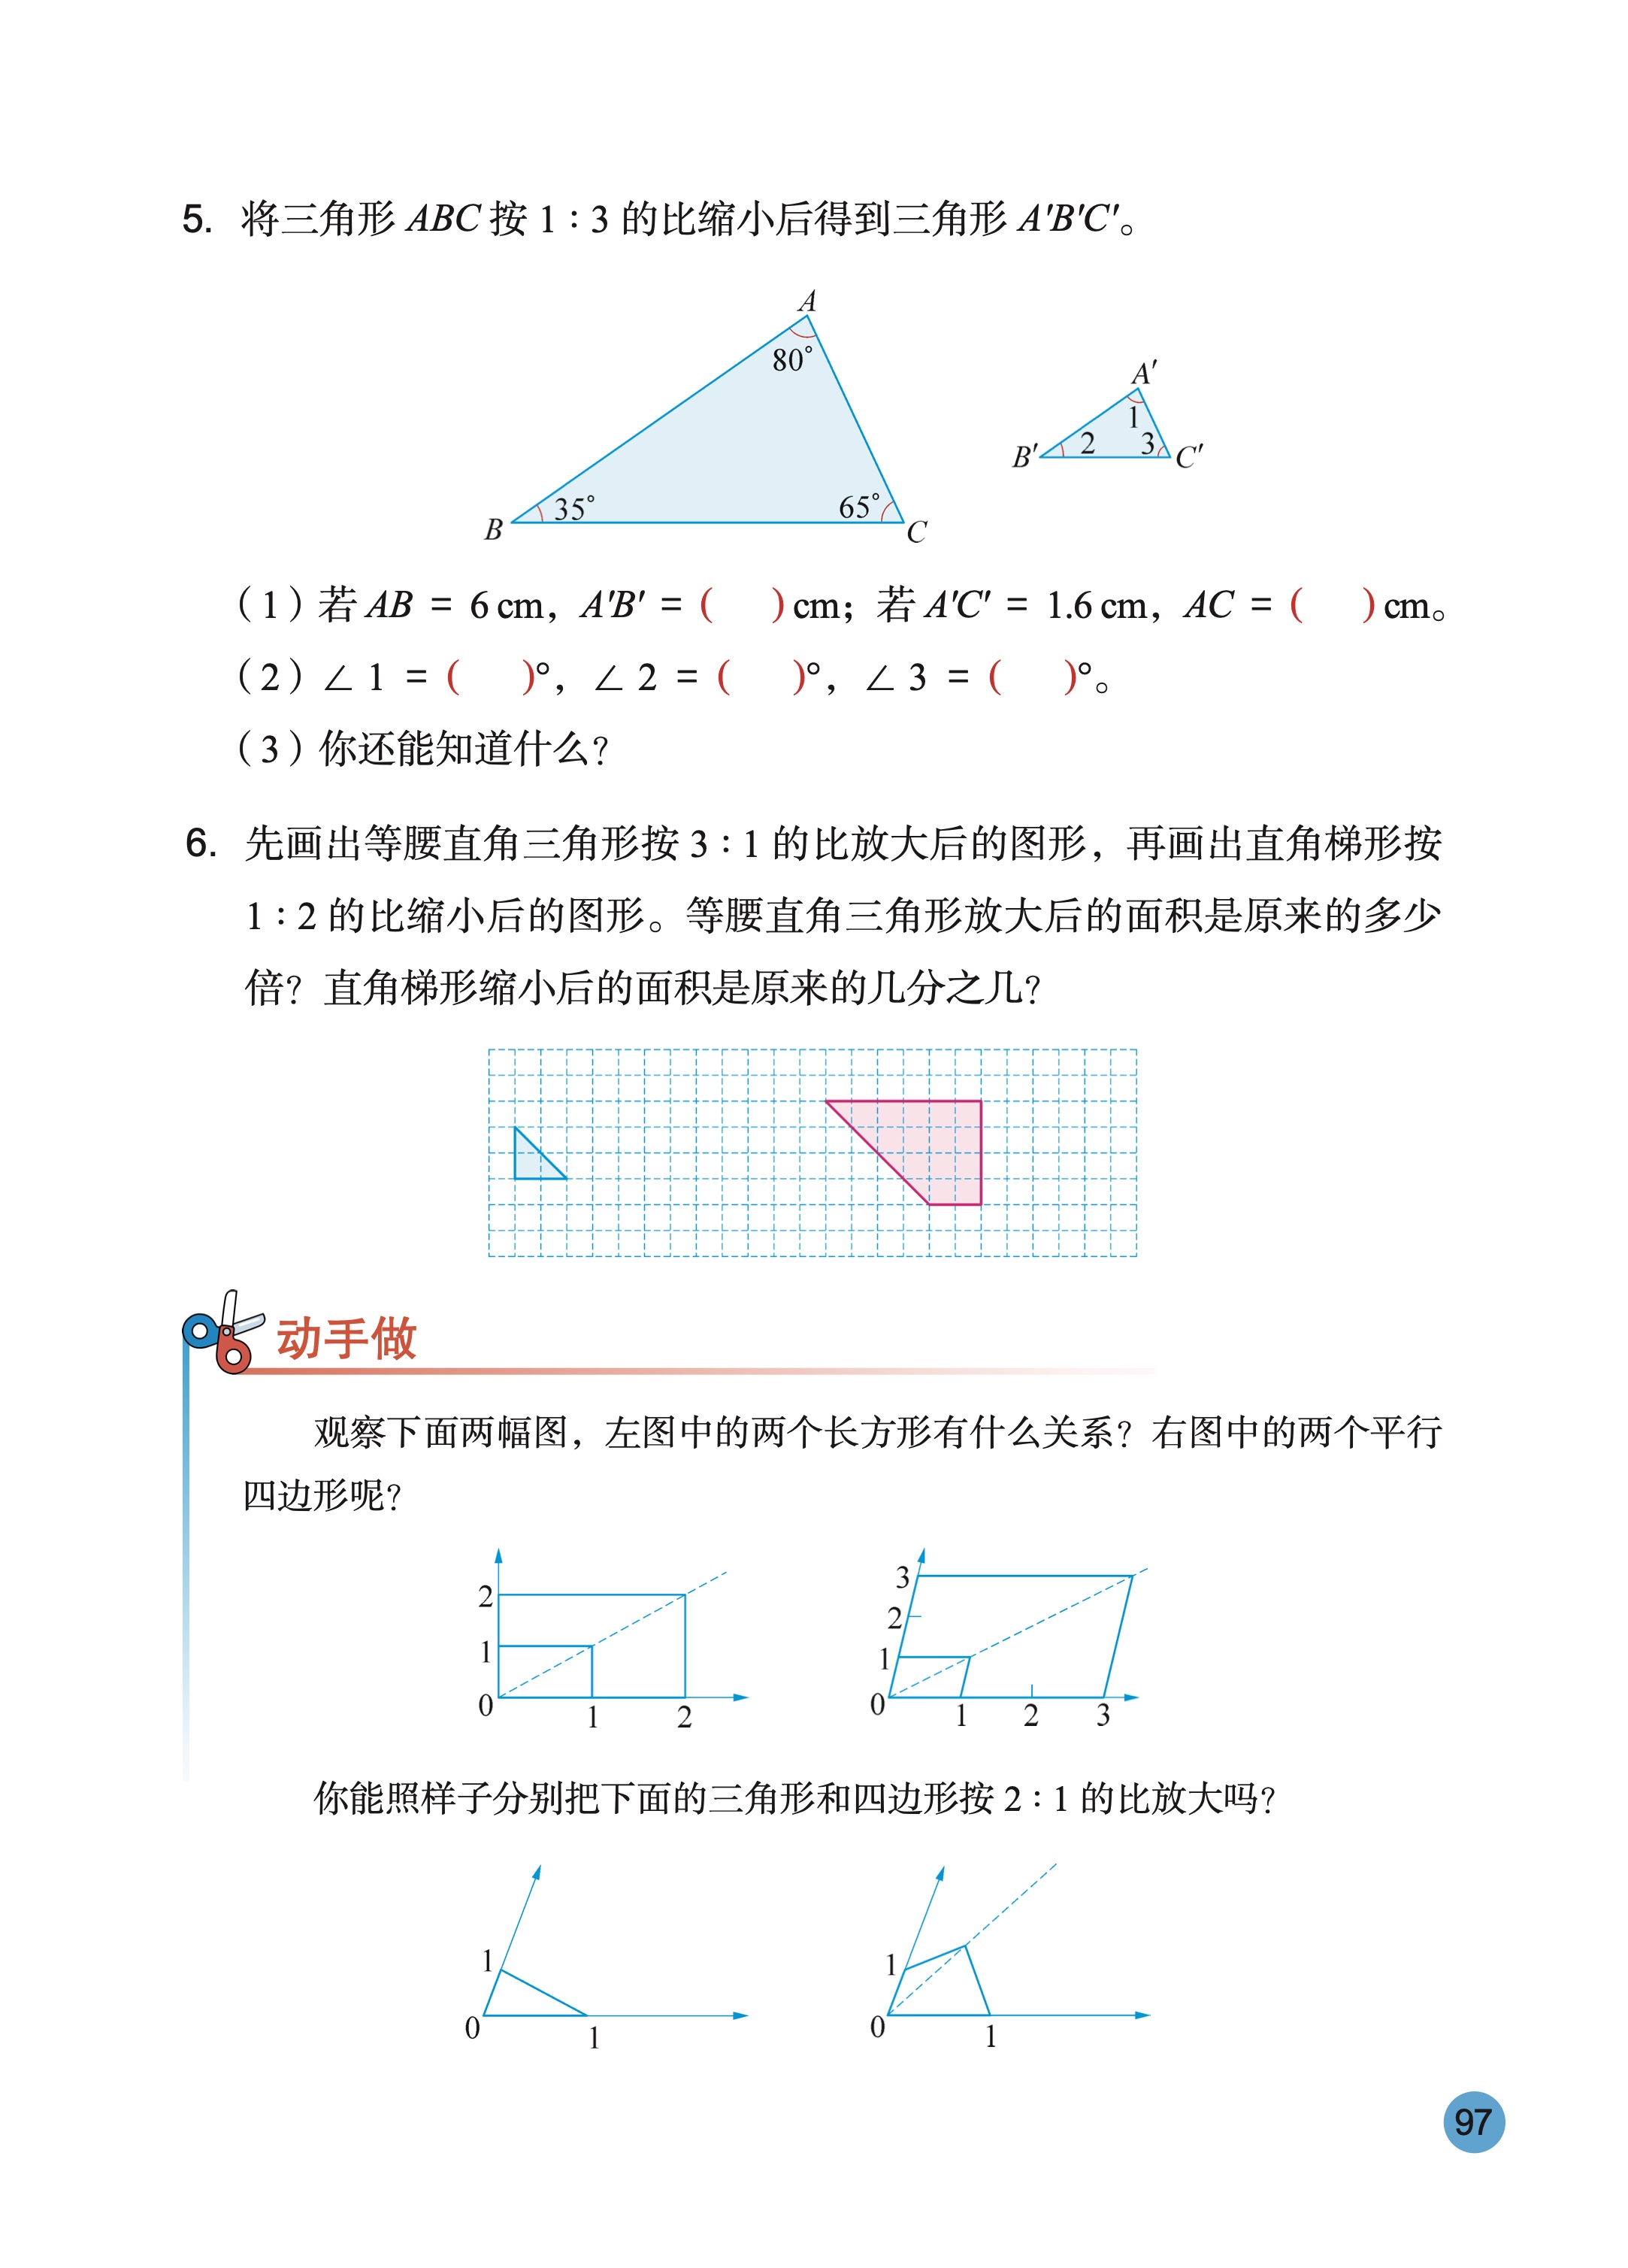 5. 将三角形 ABC 按 1∶3 的比缩小后得到三角形 A′B′C′。
A
80°
B
35°
65°
C
A′
1
B′
2
3
C′
（1）若 AB = 6 cm，A′B′ = (  ) cm；若 A′C′ = 1.6 cm，AC = (  ) cm。
（2）∠1 = (  )°，∠2 = (  )°，∠3 = (  )°。
（3）你还能知道什么？
6. 先画出等腰直角三角形按 3∶1 的比放大后的图形，再画出直角梯形按
1∶2 的比缩小后的图形。等腰直角三角形放大后的面积是原来的多少
倍？直角梯形缩小后的面积是原来的几分之几？
动手做
观察下面两幅图，左图中的两个长方形有什么关系？右图中的两个平行
四边形呢？
2
1
0
1 2
3
2
1
0
1 2 3
你能照样子分别把下面的三角形和四边形按 2∶1 的比放大吗？
1
0
1
1
0
1
97